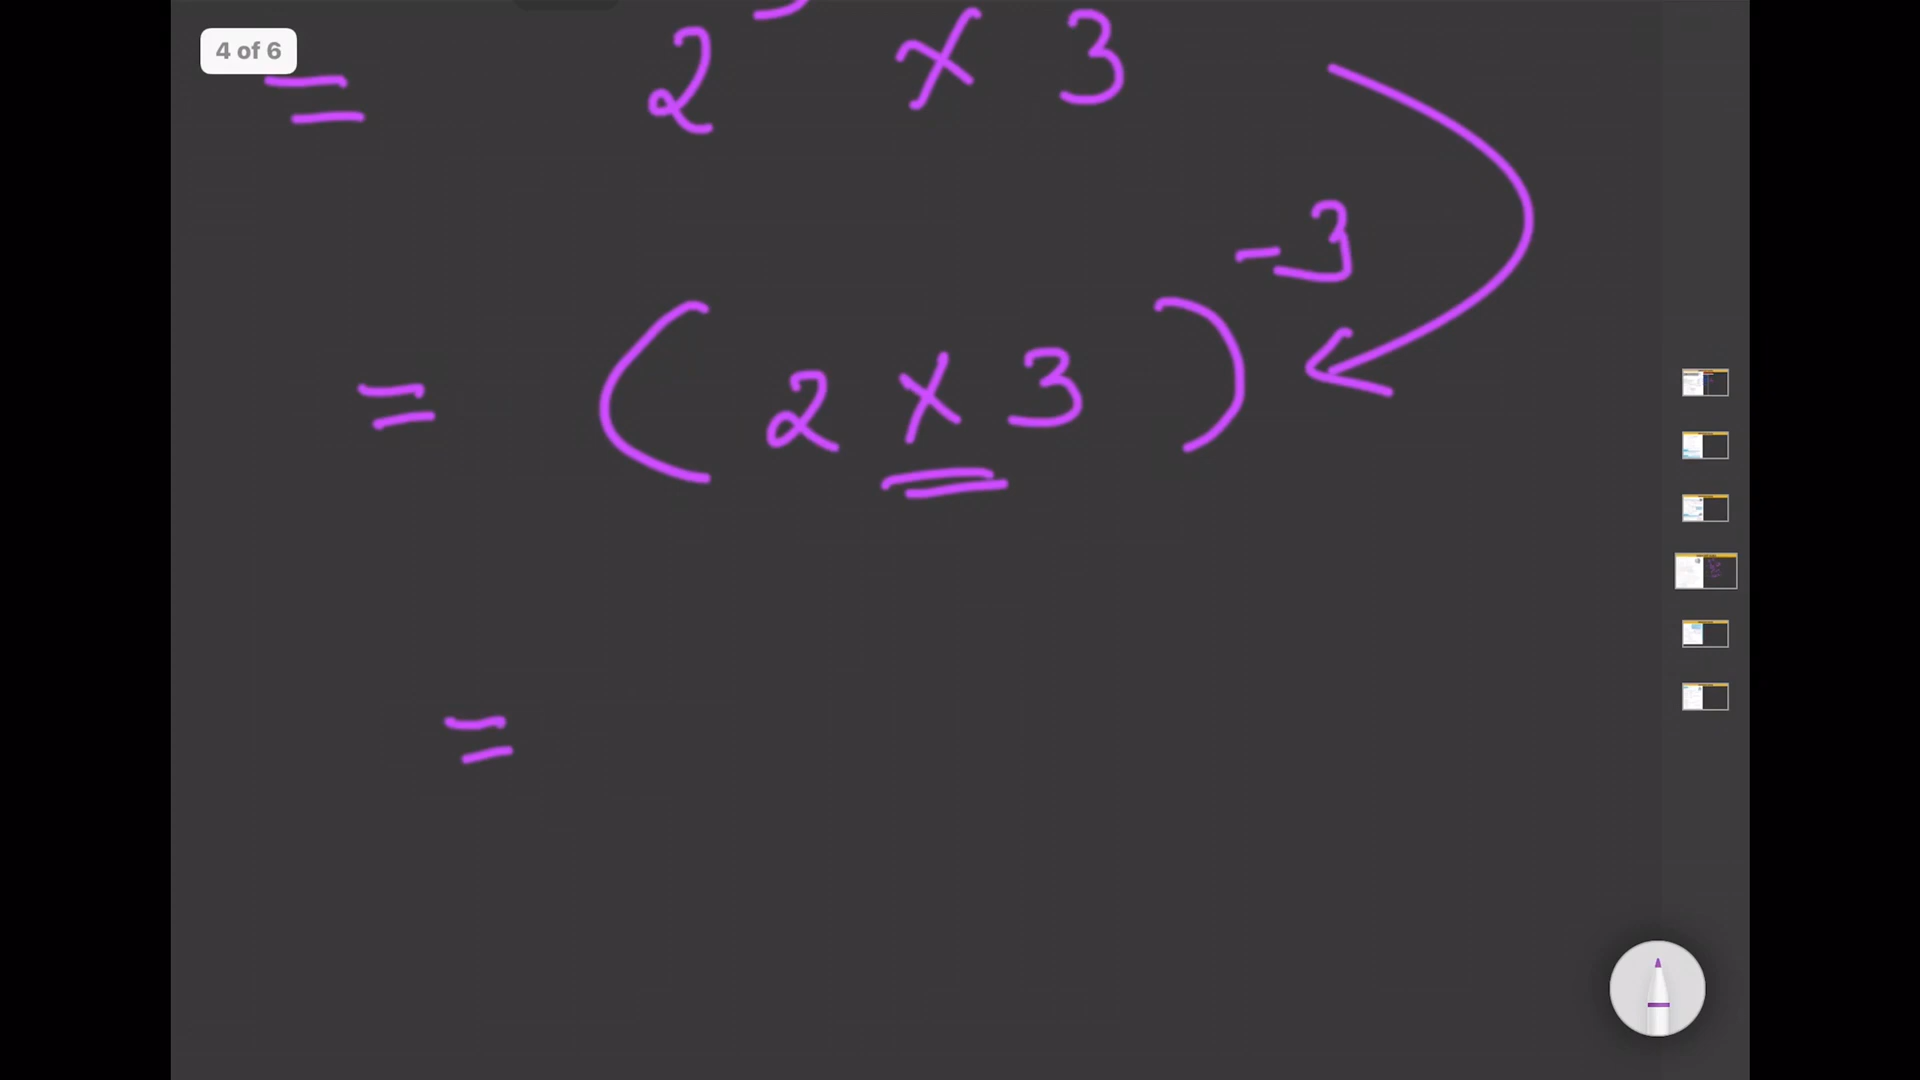 4 of 6
= 2 x 3
= (2 x 3)⁻³
=